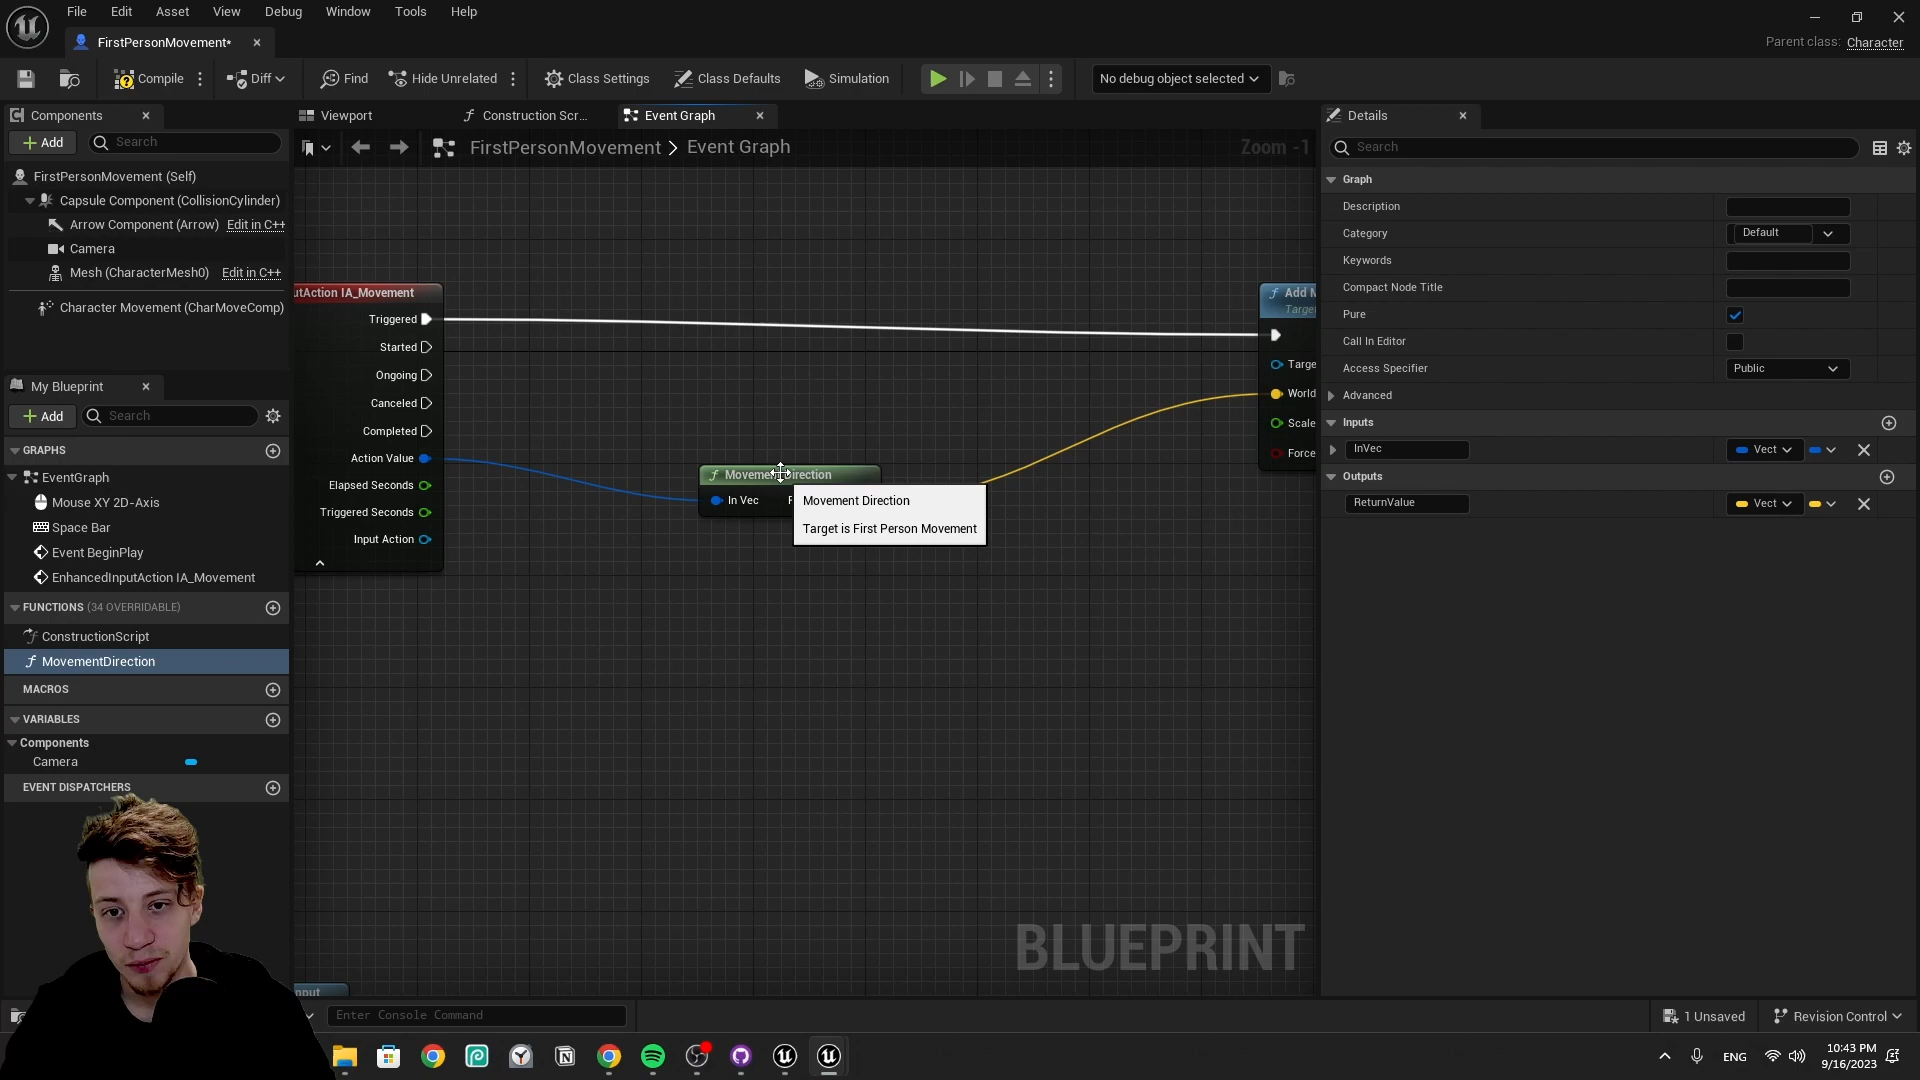 File Edit Asset View Debug Window Tools Help
FirstPersonMovement*
Parent class: Character
Compile Diff Find Hide Unrelated Class Settings Class Defaults Simulation No debug object selected
Components
Viewport
Construction Scr...
Event Graph
Details
Add Search
FirstPersonMovement > Event Graph
Zoom -1
Search
FirstPersonMovement (Self)
Capsule Component (CollisionCylinder)
Arrow Component (Arrow) Edit in C++
Camera
Mesh (CharacterMesh0) Edit in C++
Character Movement (CharMoveComp)
My Blueprint
Add Search
GRAPHS
EventGraph
Mouse XY 2D-Axis
Space Bar
Event BeginPlay
EnhancedInputAction IA_Movement
FUNCTIONS (34 OVERRIDABLE)
ConstructionScript
MovementDirection
MACROS
VARIABLES
Components
Camera
EVENT DISPATCHERS
utAction IA_Movement
Triggered
Started
Ongoing
Canceled
Completed
Action Value
Elapsed Seconds
Triggered Seconds
Input Action
MovementDirection
In Vec
Movement Direction
Target is First Person Movement
Add M
Target
Targe
World
Scale
Force
nput
BLUEPRINT
Graph
Description
Category Default
Keywords
Compact Node Title
Pure
Call In Editor
Access Specifier Public
Advanced
Inputs
InVec Vect
Outputs
ReturnValue Vect
Enter Console Command
1 Unsaved Revision Control
ENG
10:43 PM
9/16/2023